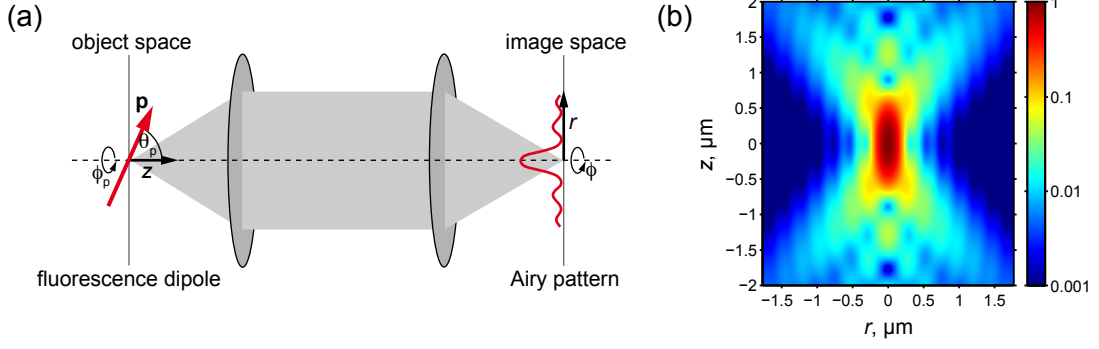 (a)
object space
image space
p
θp
z
ϕp
r
ϕ
fluorescence dipole
Airy pattern
(b)
2
1.5
1
0.5
0
−0.5
−1
−1.5
−2
z, μm
−1.5 −1 −0.5 0 0.5 1 1.5
r, μm
1
0.1
0.01
0.001